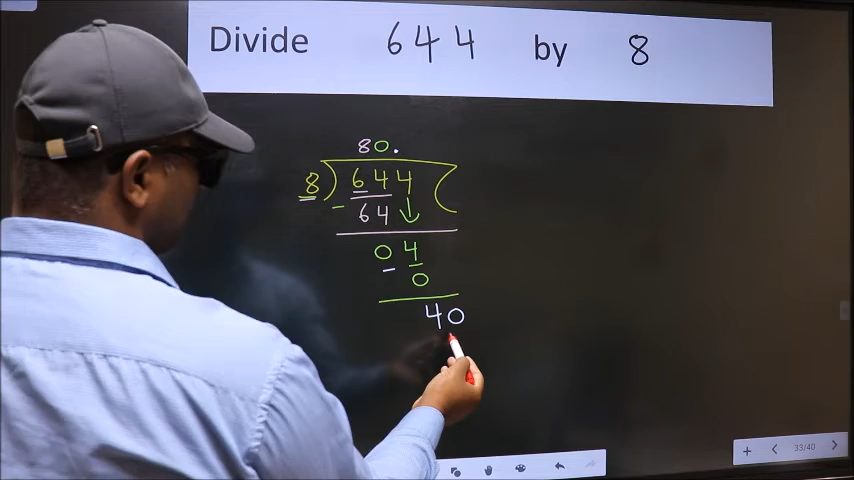 Divide 644 by 8
80.
8) 644 (
- 64 ↓
04
- 0
40
+ < 33/40 >